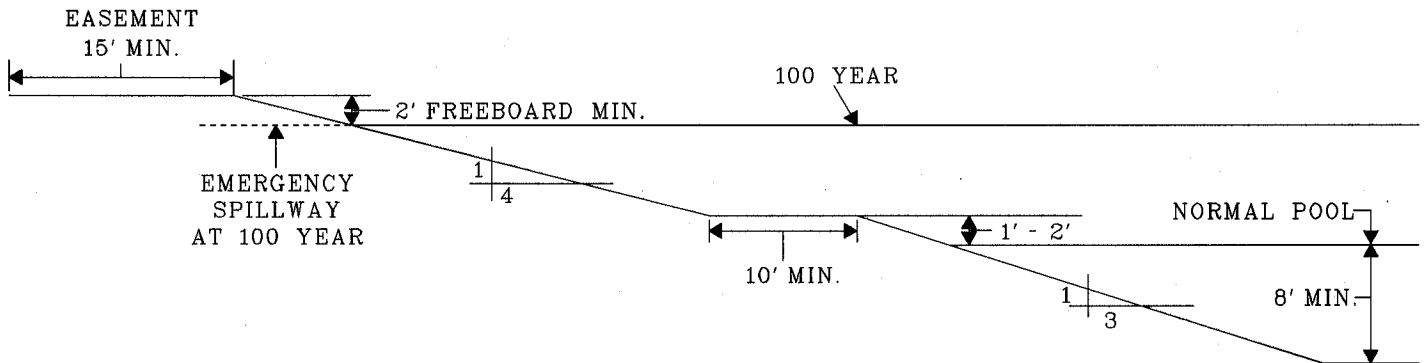 EASEMENT
15' MIN.
100 YEAR
2' FREEBOARD MIN.
EMERGENCY
SPILLWAY
AT 100 YEAR
1
4
NORMAL POOL
1' - 2'
10' MIN.
1
3
8' MIN.